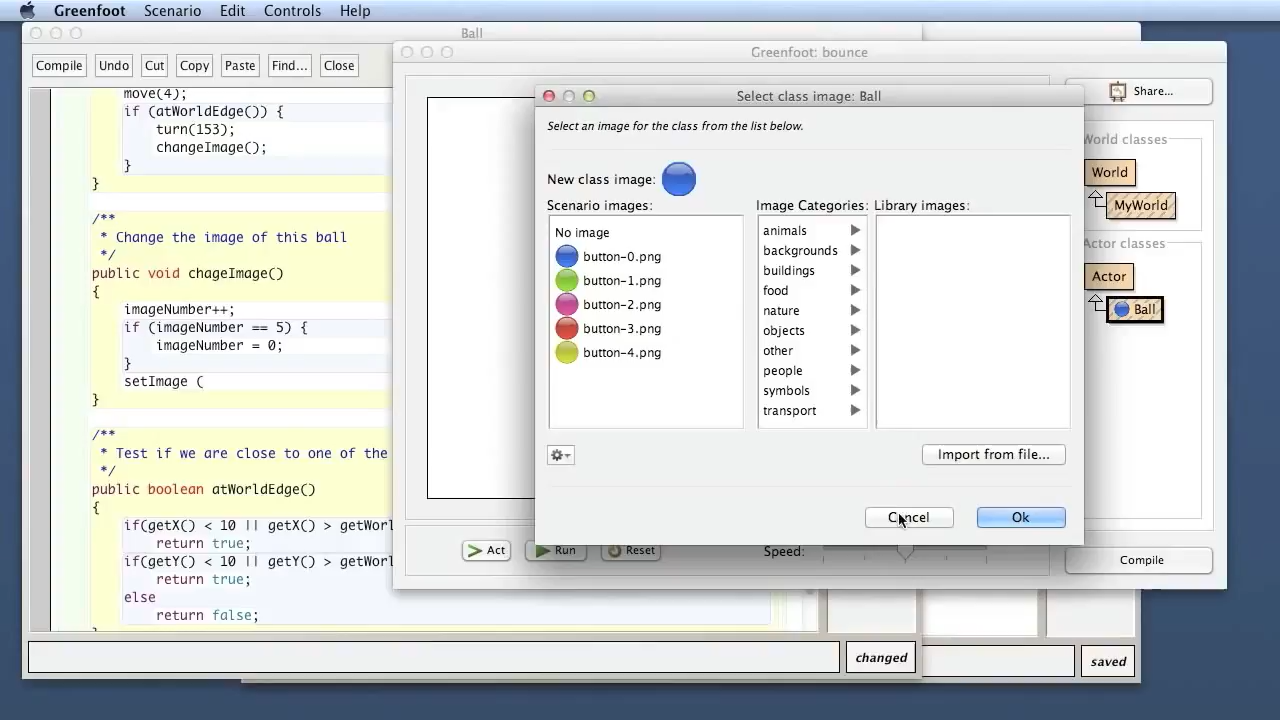 Greenfoot Scenario Edit Controls Help
Ball
Compile Undo Cut Copy Paste Find... Close
move(4);
if (atWorldEdge()) {
turn(153);
changeImage();
}
}
/**
* Change the image of this ball
*/
public void chageImage()
{
imageNumber++;
if (imageNumber == 5) {
imageNumber = 0;
}
setImage (
}
/**
* Test if we are close to one of the
*/
public boolean atWorldEdge()
{
if(getX() < 10 || getX() > getWorl
return true;
if(getY() < 10 || getY() > getWorl
return true;
else
return false;
changed
saved
Greenfoot: bounce
Share...
World classes
World
MyWorld
Actor classes
Actor
Ball
Act Run Reset Speed:
Compile
Select class image: Ball
Select an image for the class from the list below.
New class image:
Scenario images:
No image
button-0.png
button-1.png
button-2.png
button-3.png
button-4.png
Image Categories:
animals
backgrounds
buildings
food
nature
objects
other
people
symbols
transport
Library images:
Import from file...
Cancel Ok